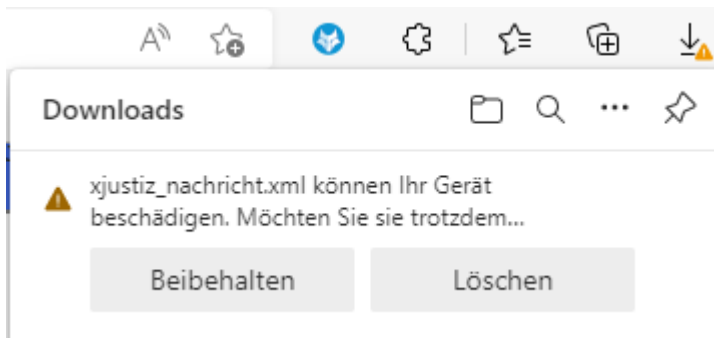 A
Downloads
xjustiz_nachricht.xml können Ihr Gerät
beschädigen. Möchten Sie sie trotzdem...
Beibehalten
Löschen